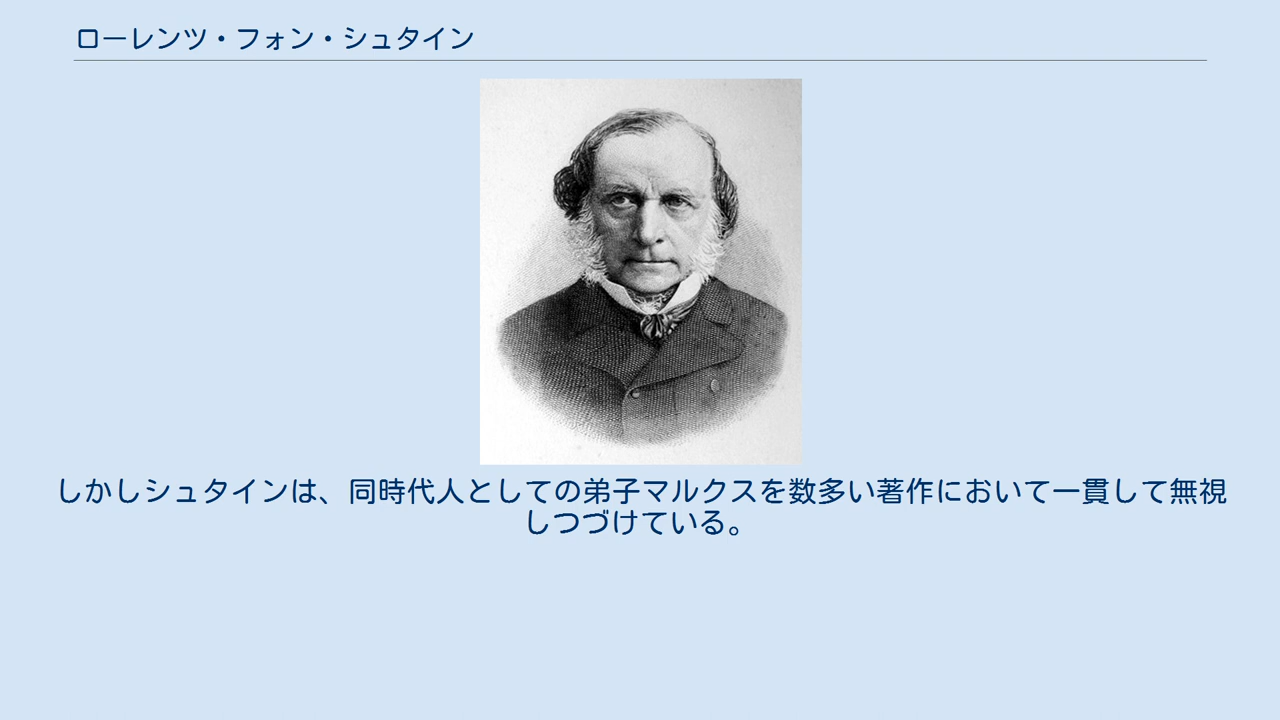 ローレンツ・フォン・シュタイン
しかしシュタインは、同時代人としての弟子マルクスを数多い著作において一貫して無視
しつづけている。